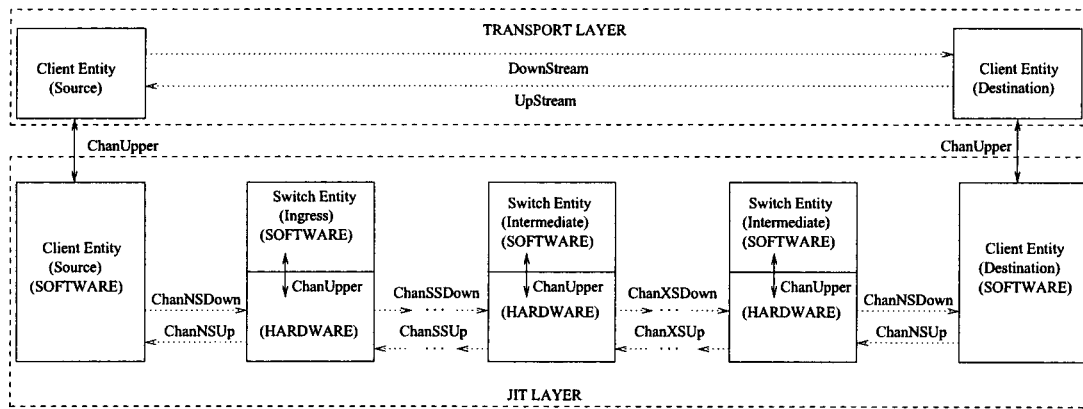 TRANSPORT LAYER
Client Entity
(Source)
DownStream
UpStream
Client Entity
(Destination)
ChanUpper
ChanUpper
Client Entity
(Source)
(SOFTWARE)
ChanNSDown
ChanNSUp
Switch Entity
(Ingress)
(SOFTWARE)
ChanUpper
(HARDWARE)
ChanSSDown
ChanSSUp
Switch Entity
(Intermediate)
(SOFTWARE)
ChanUpper
(HARDWARE)
ChanXSDown
ChanXSUp
Switch Entity
(Intermediate)
(SOFTWARE)
ChanUpper
(HARDWARE)
ChanNSDown
ChanNSUp
Client Entity
(Destination)
(SOFTWARE)
JIT LAYER